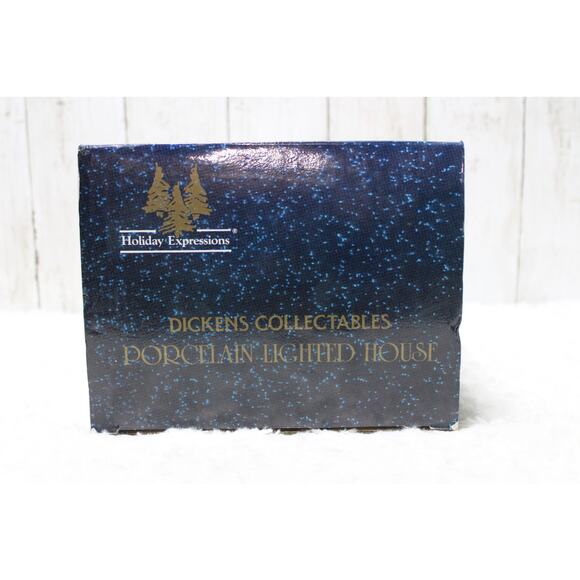 Holiday Expressions®
DICKENS COLLECTABLES
PORCELAIN LIGHTED HOUSE